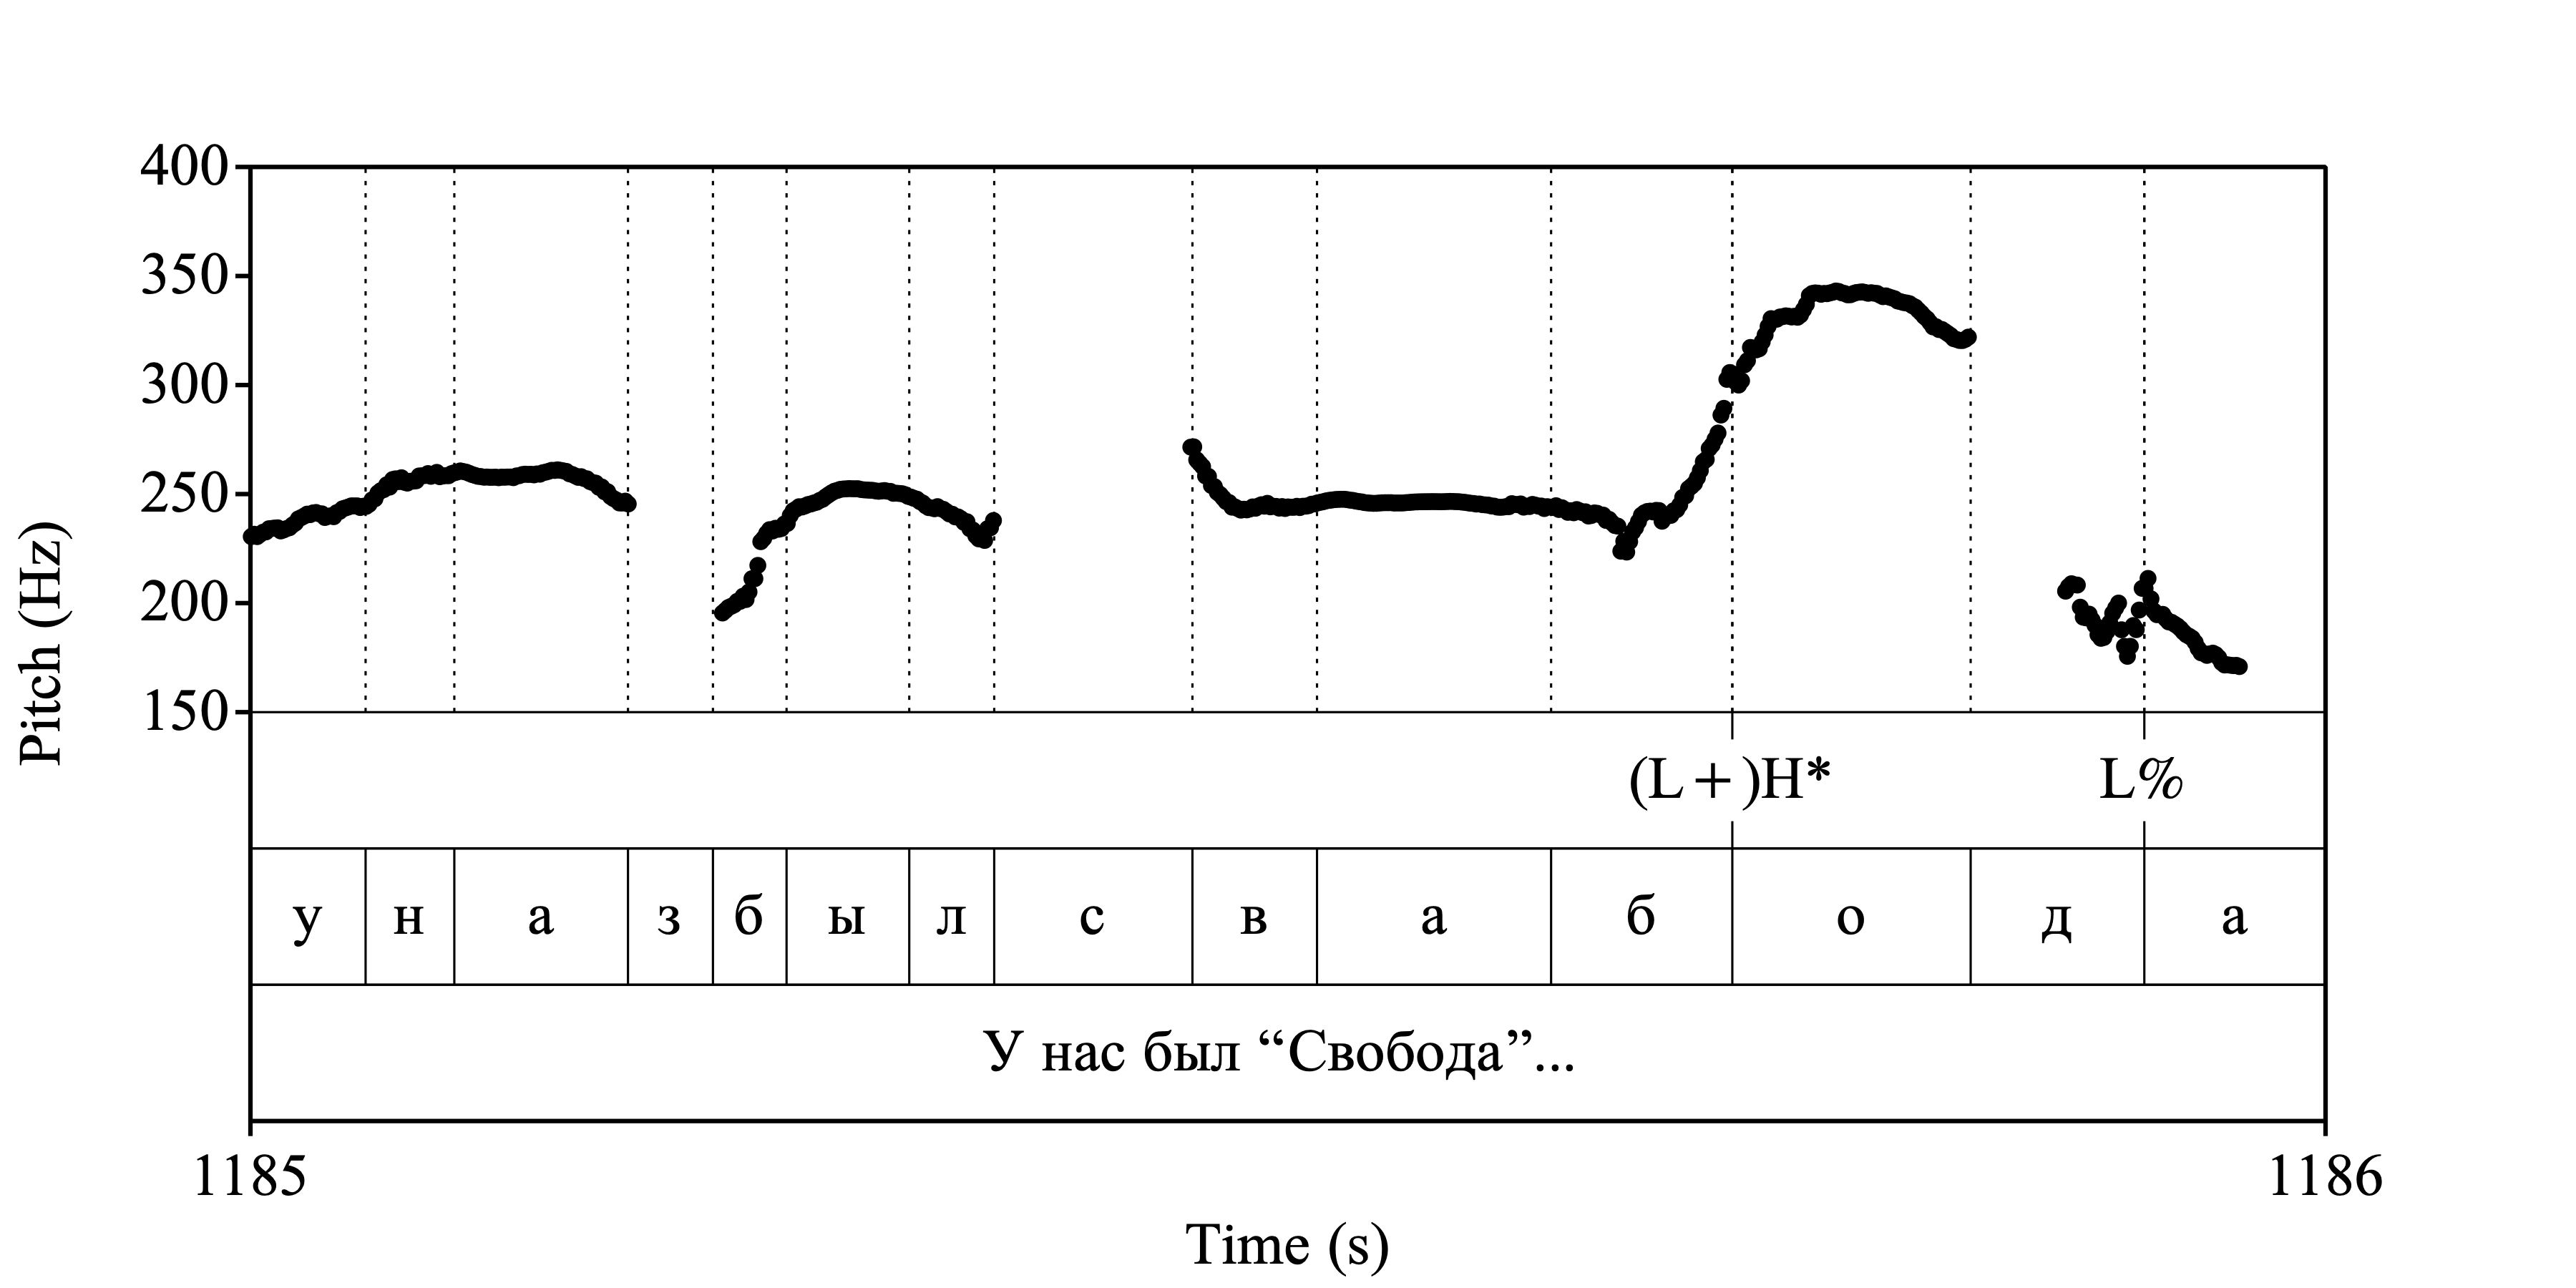 400
350
300
250
200
150
Pitch (Hz)
(L+)H* L%
у н а з б ы л с в а б о д а
У нас был “Свобода”...
1185 1186
Time (s)